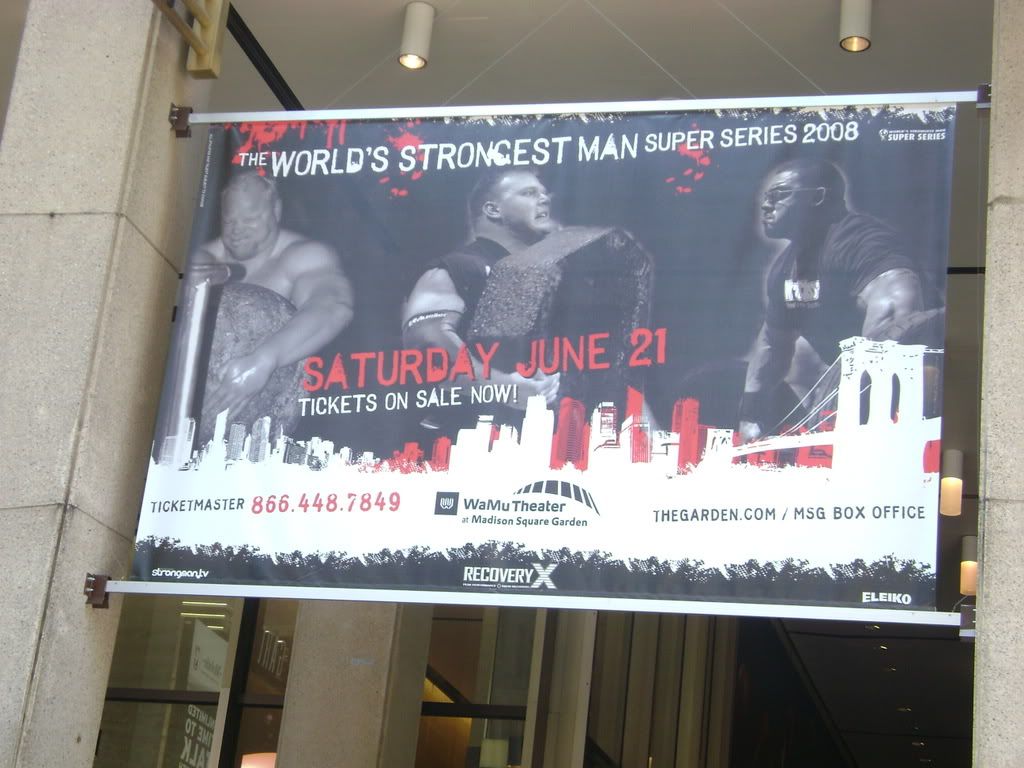 THE WORLD'S STRONGEST MAN SUPER SERIES 2008
SUPER SERIES
SATURDAY JUNE 21
TICKETS ON SALE NOW!
TICKETMASTER 866.448.7849
WaMu Theater
at Madison Square Garden
THEGARDEN.COM / MSG BOX OFFICE
strongman.tv
RECOVERY X
ELEIKO